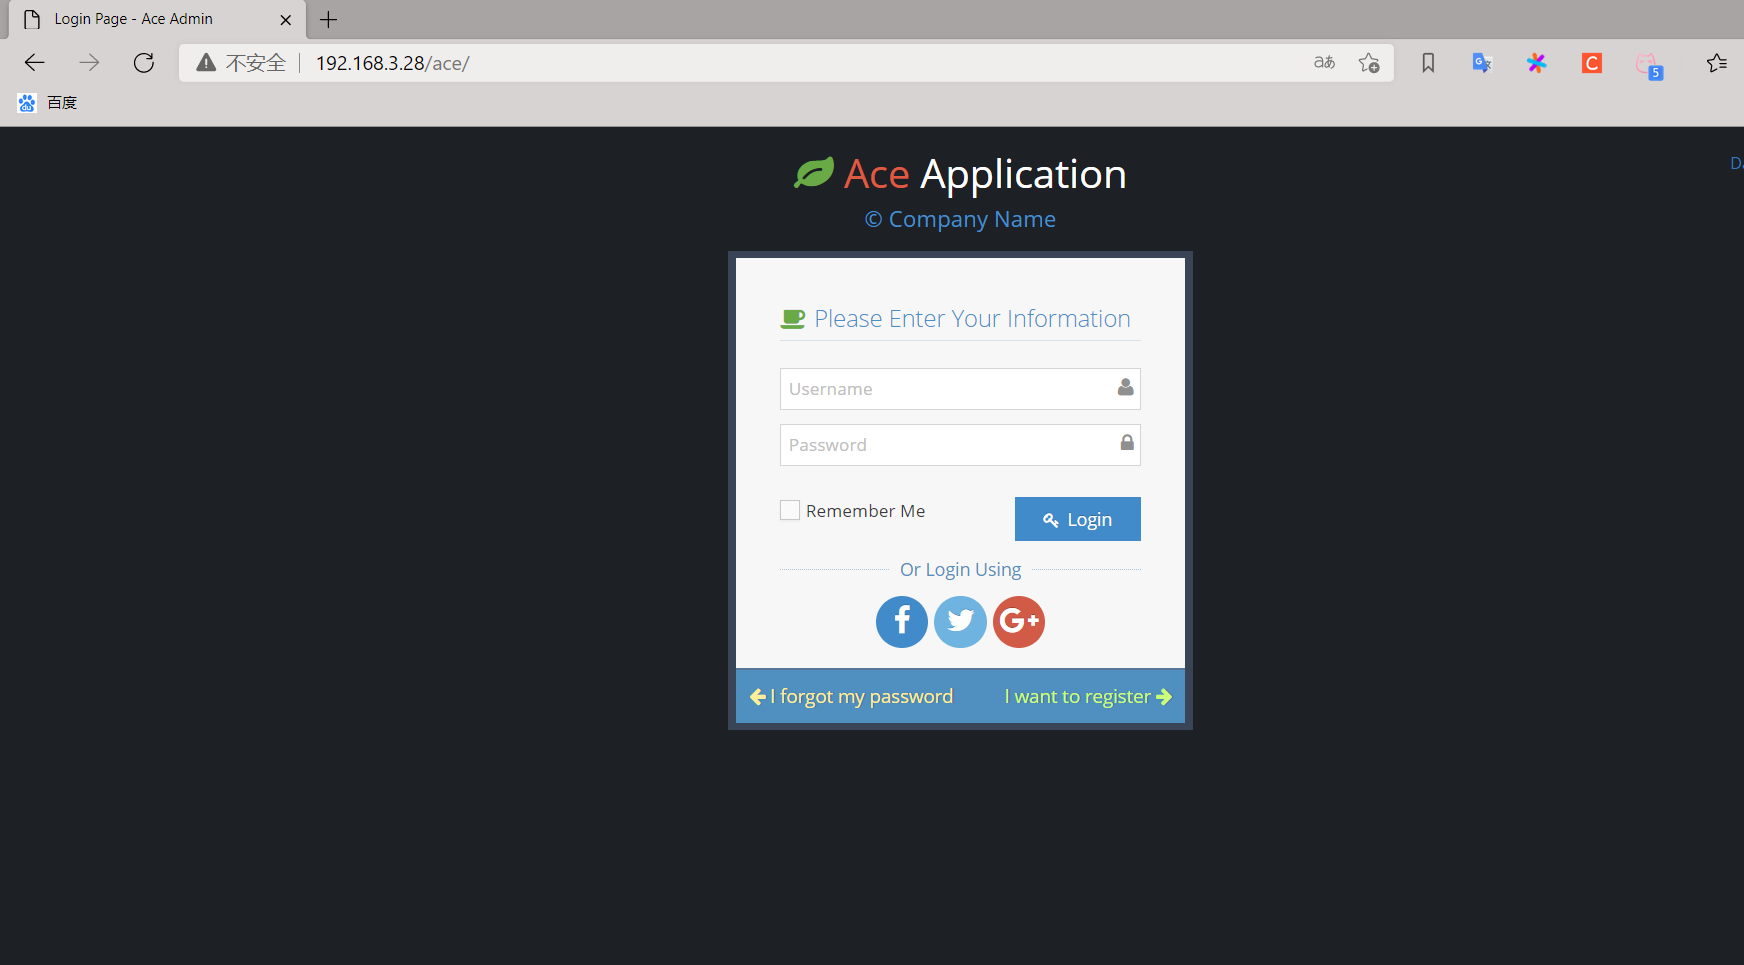 Login Page - Ace Admin
不安全 192.168.3.28/ace/
百度
Ace Application
© Company Name
Please Enter Your Information
Username
Password
Remember Me
Login
Or Login Using
I forgot my password
I want to register